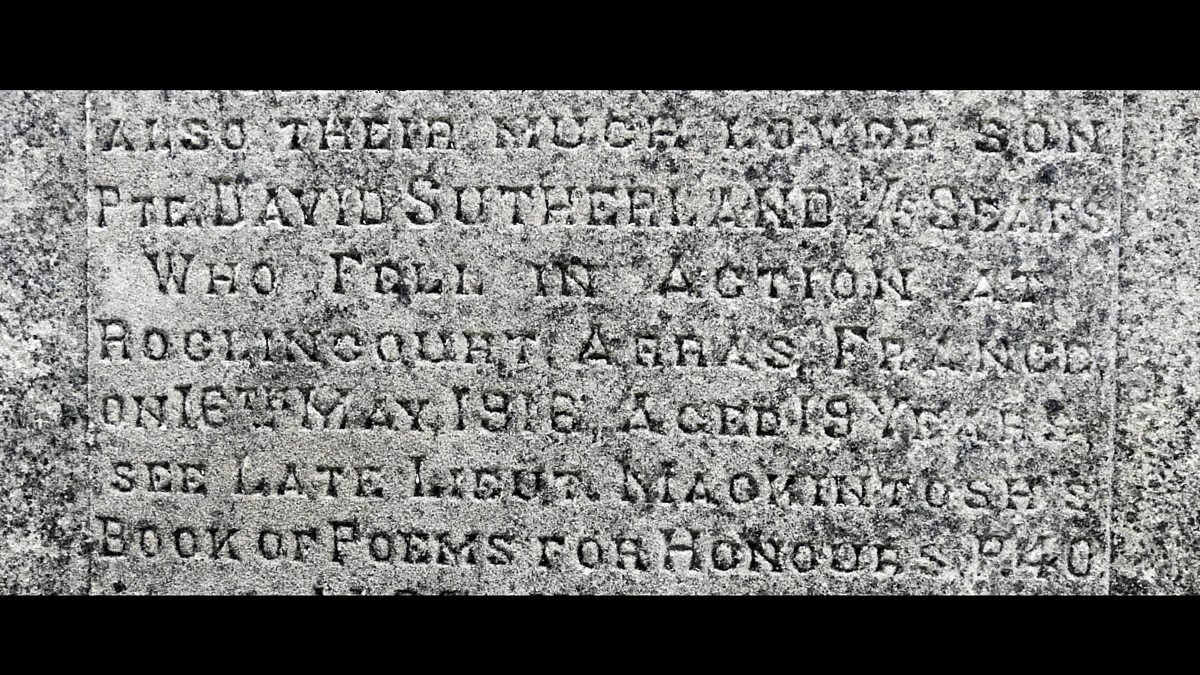 ALSO THEIR MUCH LOVED SON
PTE. DAVID SUTHERLAND, 1/5 SEAFS
WHO FELL IN ACTION AT
ROCLINCOURT, ARRAS, FRANCE,
ON 16TH MAY, 1916, AGED 19 YEARS,
SEE LATE LIEUT. MACKINTOSH'S
BOOK OF POEMS FOR HONOURS, P.40